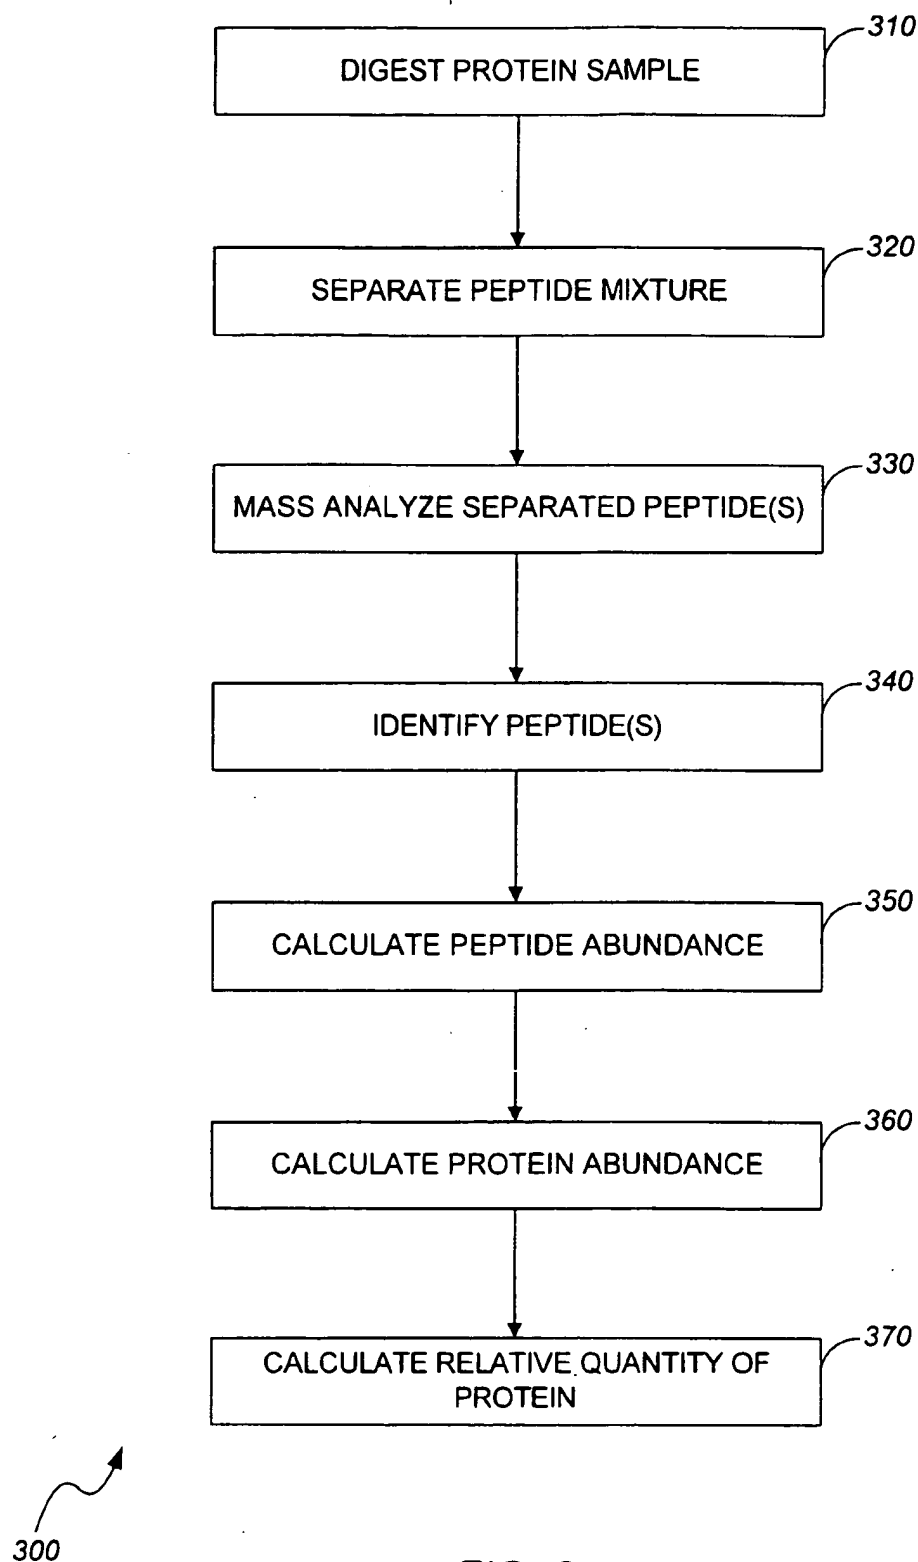 310
DIGEST PROTEIN SAMPLE
320
SEPARATE PEPTIDE MIXTURE
330
MASS ANALYZE SEPARATED PEPTIDE(S)
340
IDENTIFY PEPTIDE(S)
350
CALCULATE PEPTIDE ABUNDANCE
360
CALCULATE PROTEIN ABUNDANCE
370
CALCULATE RELATIVE QUANTITY OF
PROTEIN
300